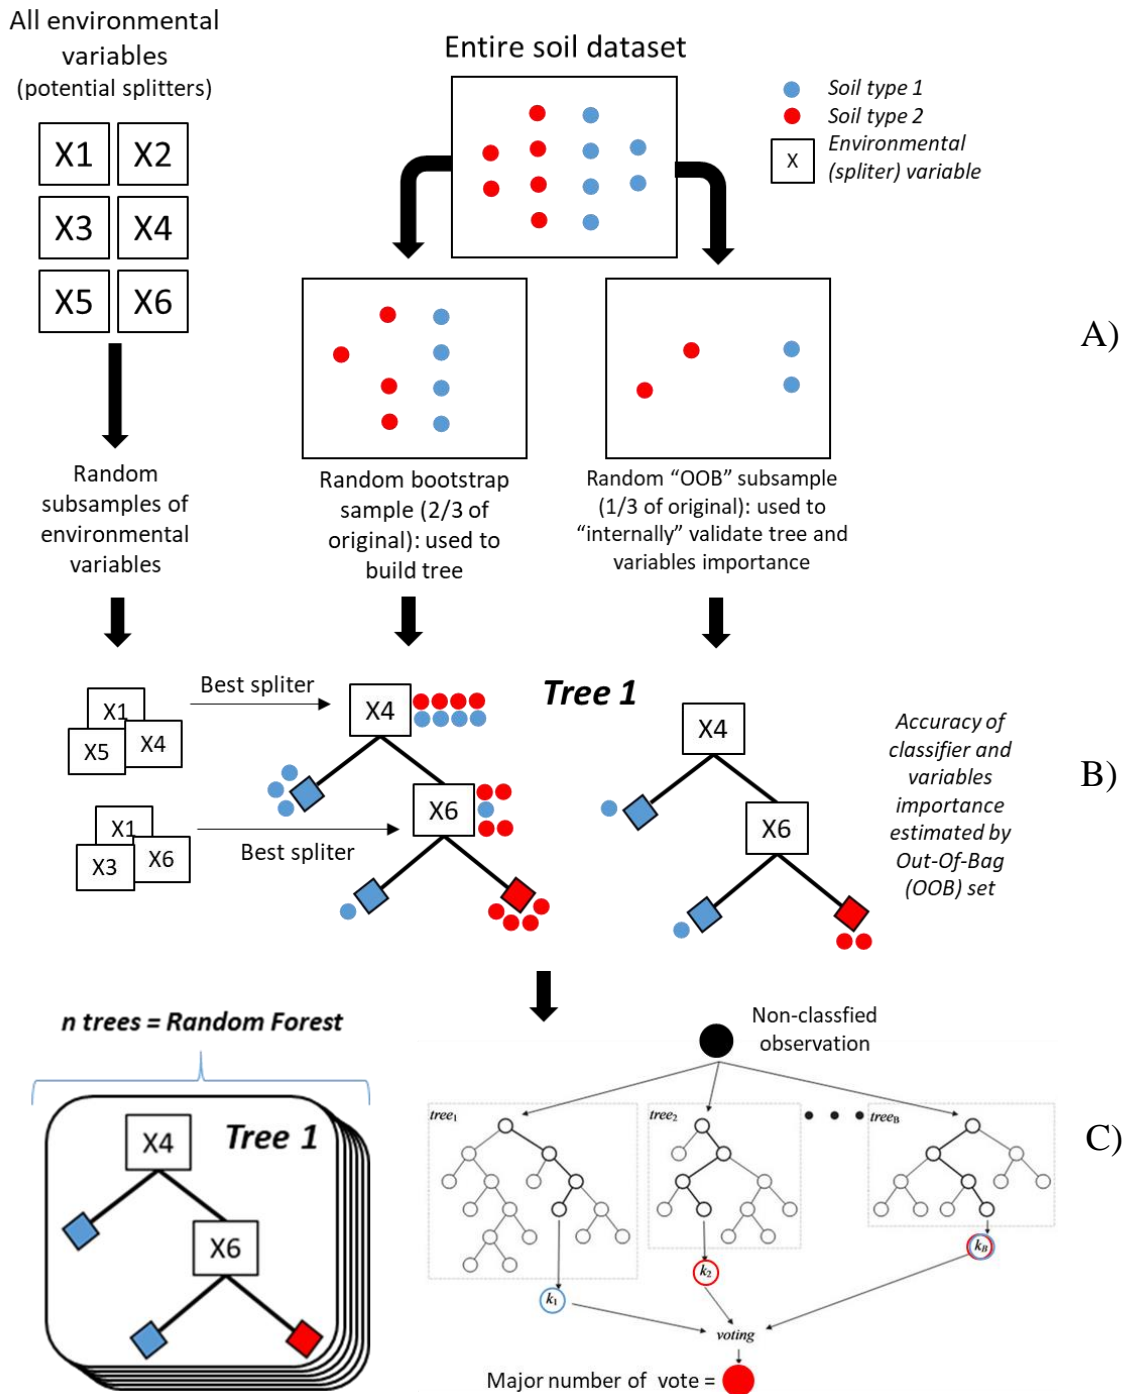 All environmental
variables
(potential splitters)
X1
X2
X3
X4
X5
X6
Entire soil dataset
Soil type 1
Soil type 2
X
Environmental
(spliter) variable
A)
Random
subsamples of
environmental
variables
Random bootstrap
sample (2/3 of
original): used to
build tree
Random “OOB” subsample
(1/3 of original): used to
“internally” validate tree and
variables importance
X1
X5
X4
Best spliter
X4
Tree 1
X6
X1
X3
X6
Best spliter
X4
X6
Accuracy of
classifier and
variables
importance
estimated by
Out-Of-Bag
(OOB) set
B)
n trees = Random Forest
Tree 1
X4
X6
Non-classfied
observation
tree₁
tree₂
tree_B
k₁
k₂
k_B
voting
Major number of vote =
C)